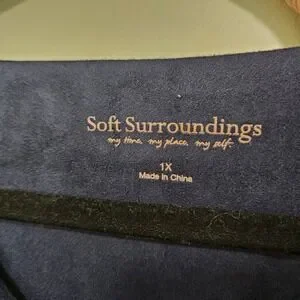 Soft Surroundings
my time, my place, my self.
1X
Made in China